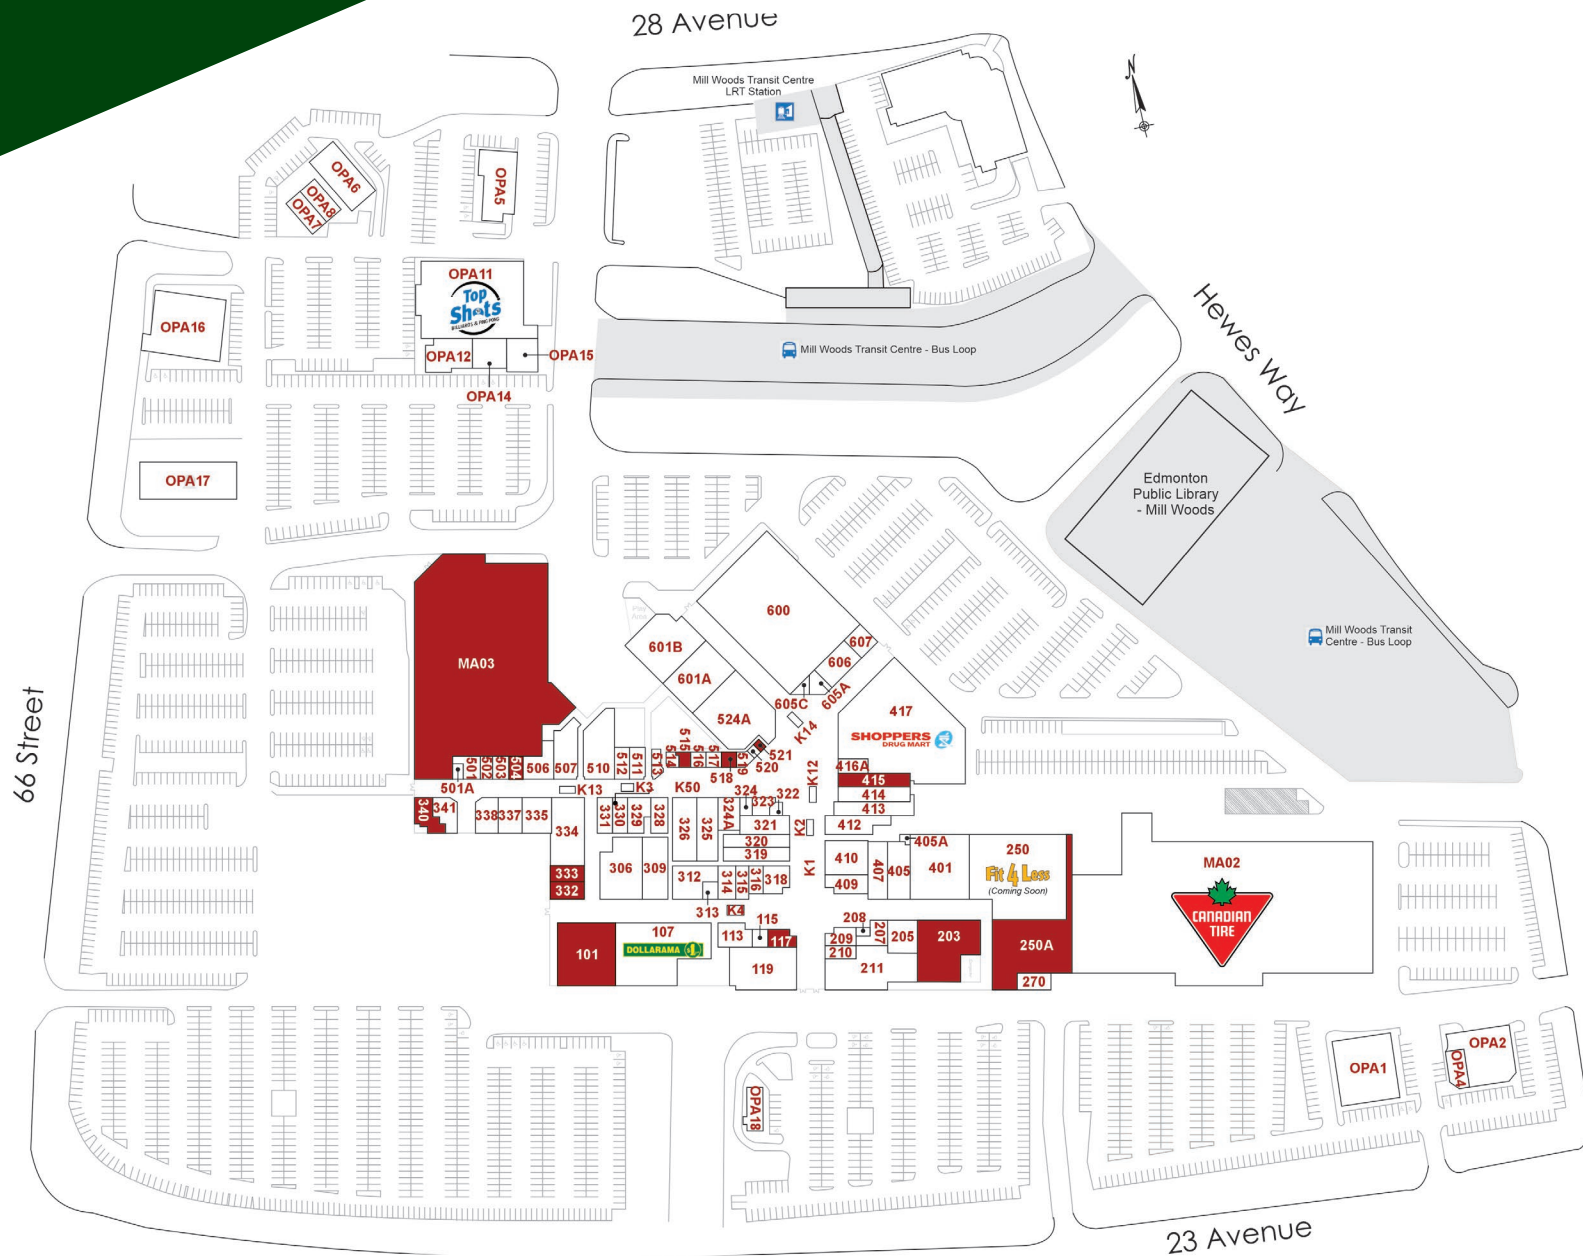 28 Avenue
Mill Woods Transit Centre
LRT Station
N
OPA6
OPA8
OPA7
OPA5
OPA11
Top
Shots
BILLIARDS & PING PONG
OPA16
OPA12
OPA15
OPA14
Mill Woods Transit Centre - Bus Loop
Hewes Way
OPA17
Edmonton
Public Library
- Mill Woods
Mill Woods Transit
Centre - Bus Loop
66 Street
MA03
600
607
601B
606
601A
605C
605A
524A
K14
417
SHOPPERS
DRUG MART
521
520
515
514
516
517
518
519
513
501
502
503
504
506
507
510
512
511
501A
K13
K3
K50
K12
416A
415
414
413
412
340
341
338
337
335
334
331
330
329
328
326
325
324
324A
323
322
321
320
319
K2
K1
333
332
306
309
312
313
314
315
316
318
K4
410
409
407
405
405A
401
250
Fit 4 Less
(Coming Soon)
MA02
CANADIAN
TIRE
101
107
DOLLARAMA
113
115
117
119
208
209
210
207
205
211
203
250A
270
OPA18
OPA1
OPA2
OPA4
23 Avenue